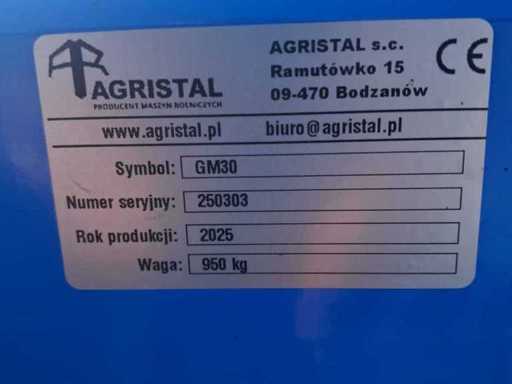 AGRISTAL
PRODUCENT MASZYN ROLNICZYCH
AGRISTAL s.c.
Ramutówko 15
09-470 Bodzanów
CE
www.agristal.pl biuro@agristal.pl
Symbol: GM30
Numer seryjny: 250303
Rok produkcji: 2025
Waga: 950 kg